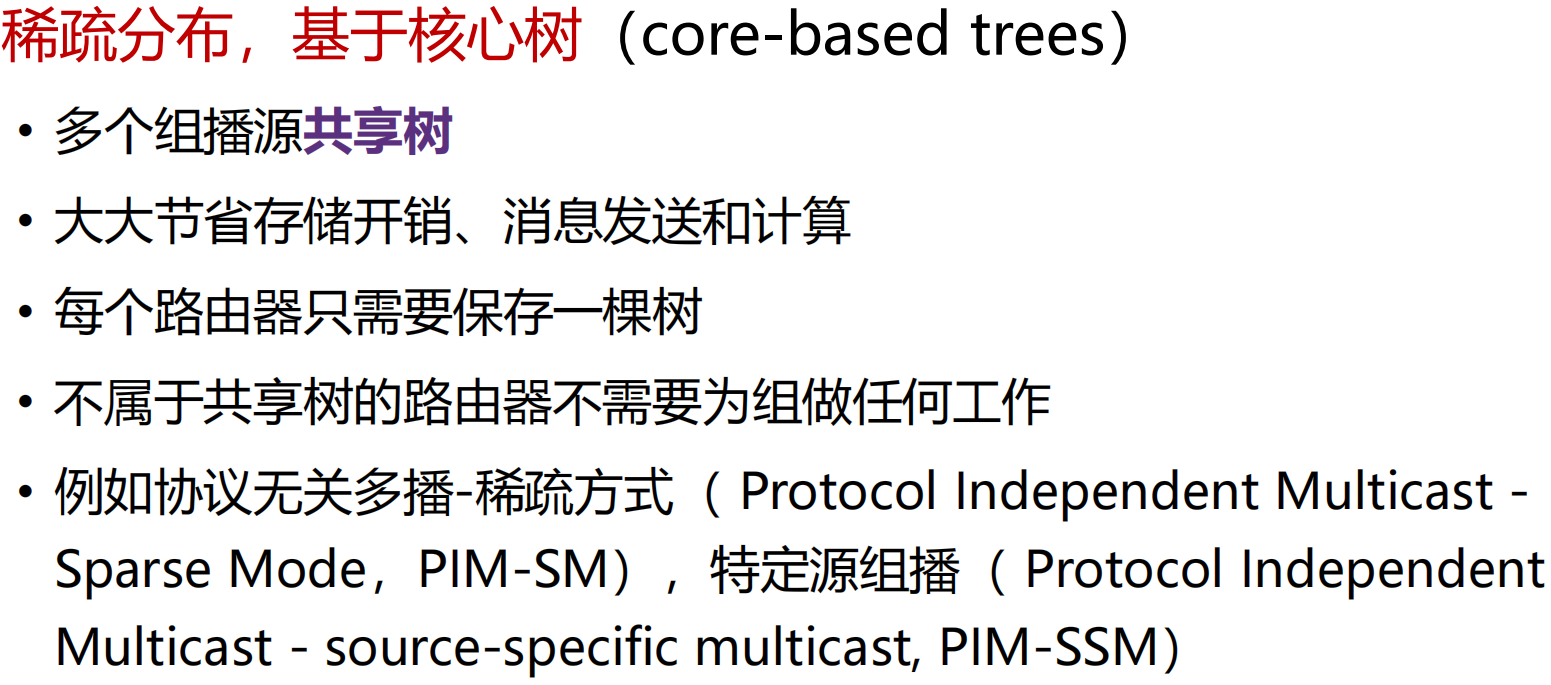 稀疏分布，基于核心树（core-based trees）
• 多个组播源共享树
• 大大节省存储开销、消息发送和计算
• 每个路由器只需要保存一棵树
• 不属于共享树的路由器不需要为组做任何工作
• 例如协议无关多播-稀疏方式（ Protocol Independent Multicast -
Sparse Mode，PIM-SM），特定源组播（ Protocol Independent
Multicast - source-specific multicast, PIM-SSM）